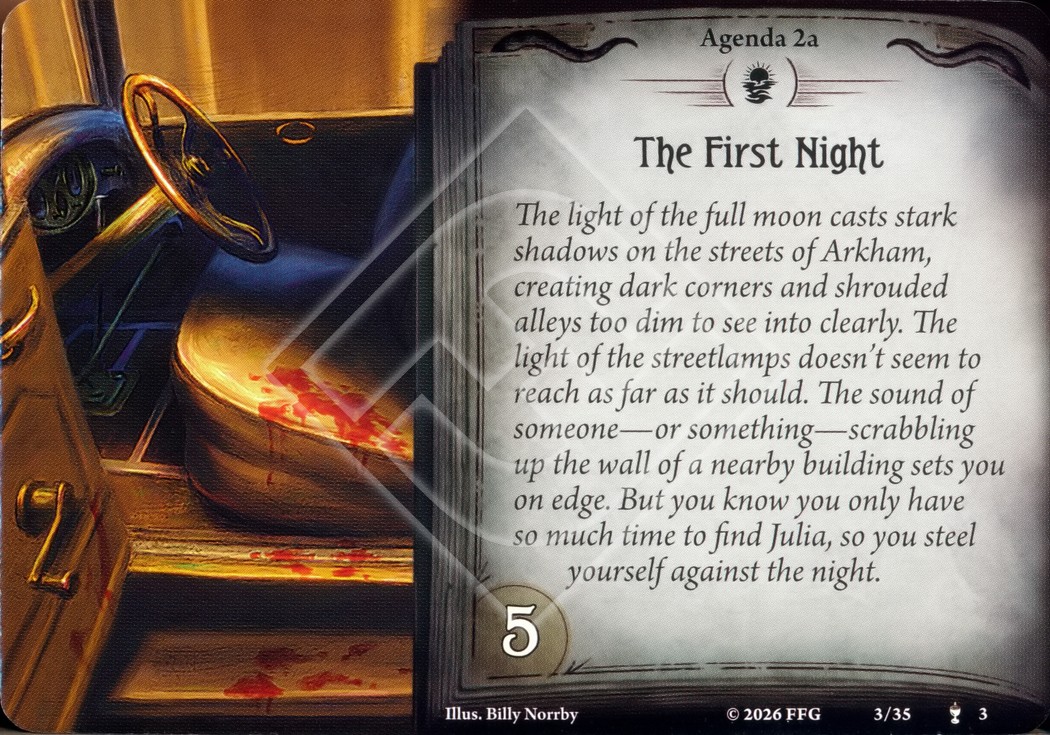 Agenda 2a
The First Night
The light of the full moon casts stark
shadows on the streets of Arkham,
creating dark corners and shrouded
alleys too dim to see into clearly. The
light of the streetlamps doesn’t seem to
reach as far as it should. The sound of
someone—or something—scrabbling
up the wall of a nearby building sets you
on edge. But you know you only have
so much time to find Julia, so you steel
yourself against the night.
5
Illus. Billy Norrby
© 2026 FFG
3/35
3